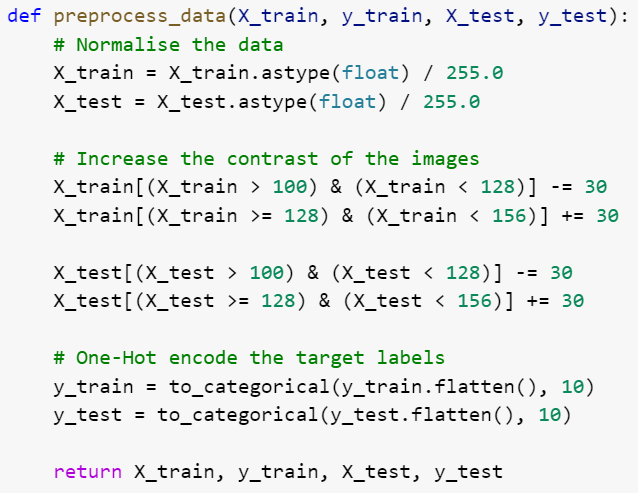 def preprocess_data(X_train, y_train, X_test, y_test):
    # Normalise the data
    X_train = X_train.astype(float) / 255.0
    X_test = X_test.astype(float) / 255.0

    # Increase the contrast of the images
    X_train[(X_train > 100) & (X_train < 128)] -= 30
    X_train[(X_train >= 128) & (X_train < 156)] += 30

    X_test[(X_test > 100) & (X_test < 128)] -= 30
    X_test[(X_test >= 128) & (X_test < 156)] += 30

    # One-Hot encode the target labels
    y_train = to_categorical(y_train.flatten(), 10)
    y_test = to_categorical(y_test.flatten(), 10)

    return X_train, y_train, X_test, y_test